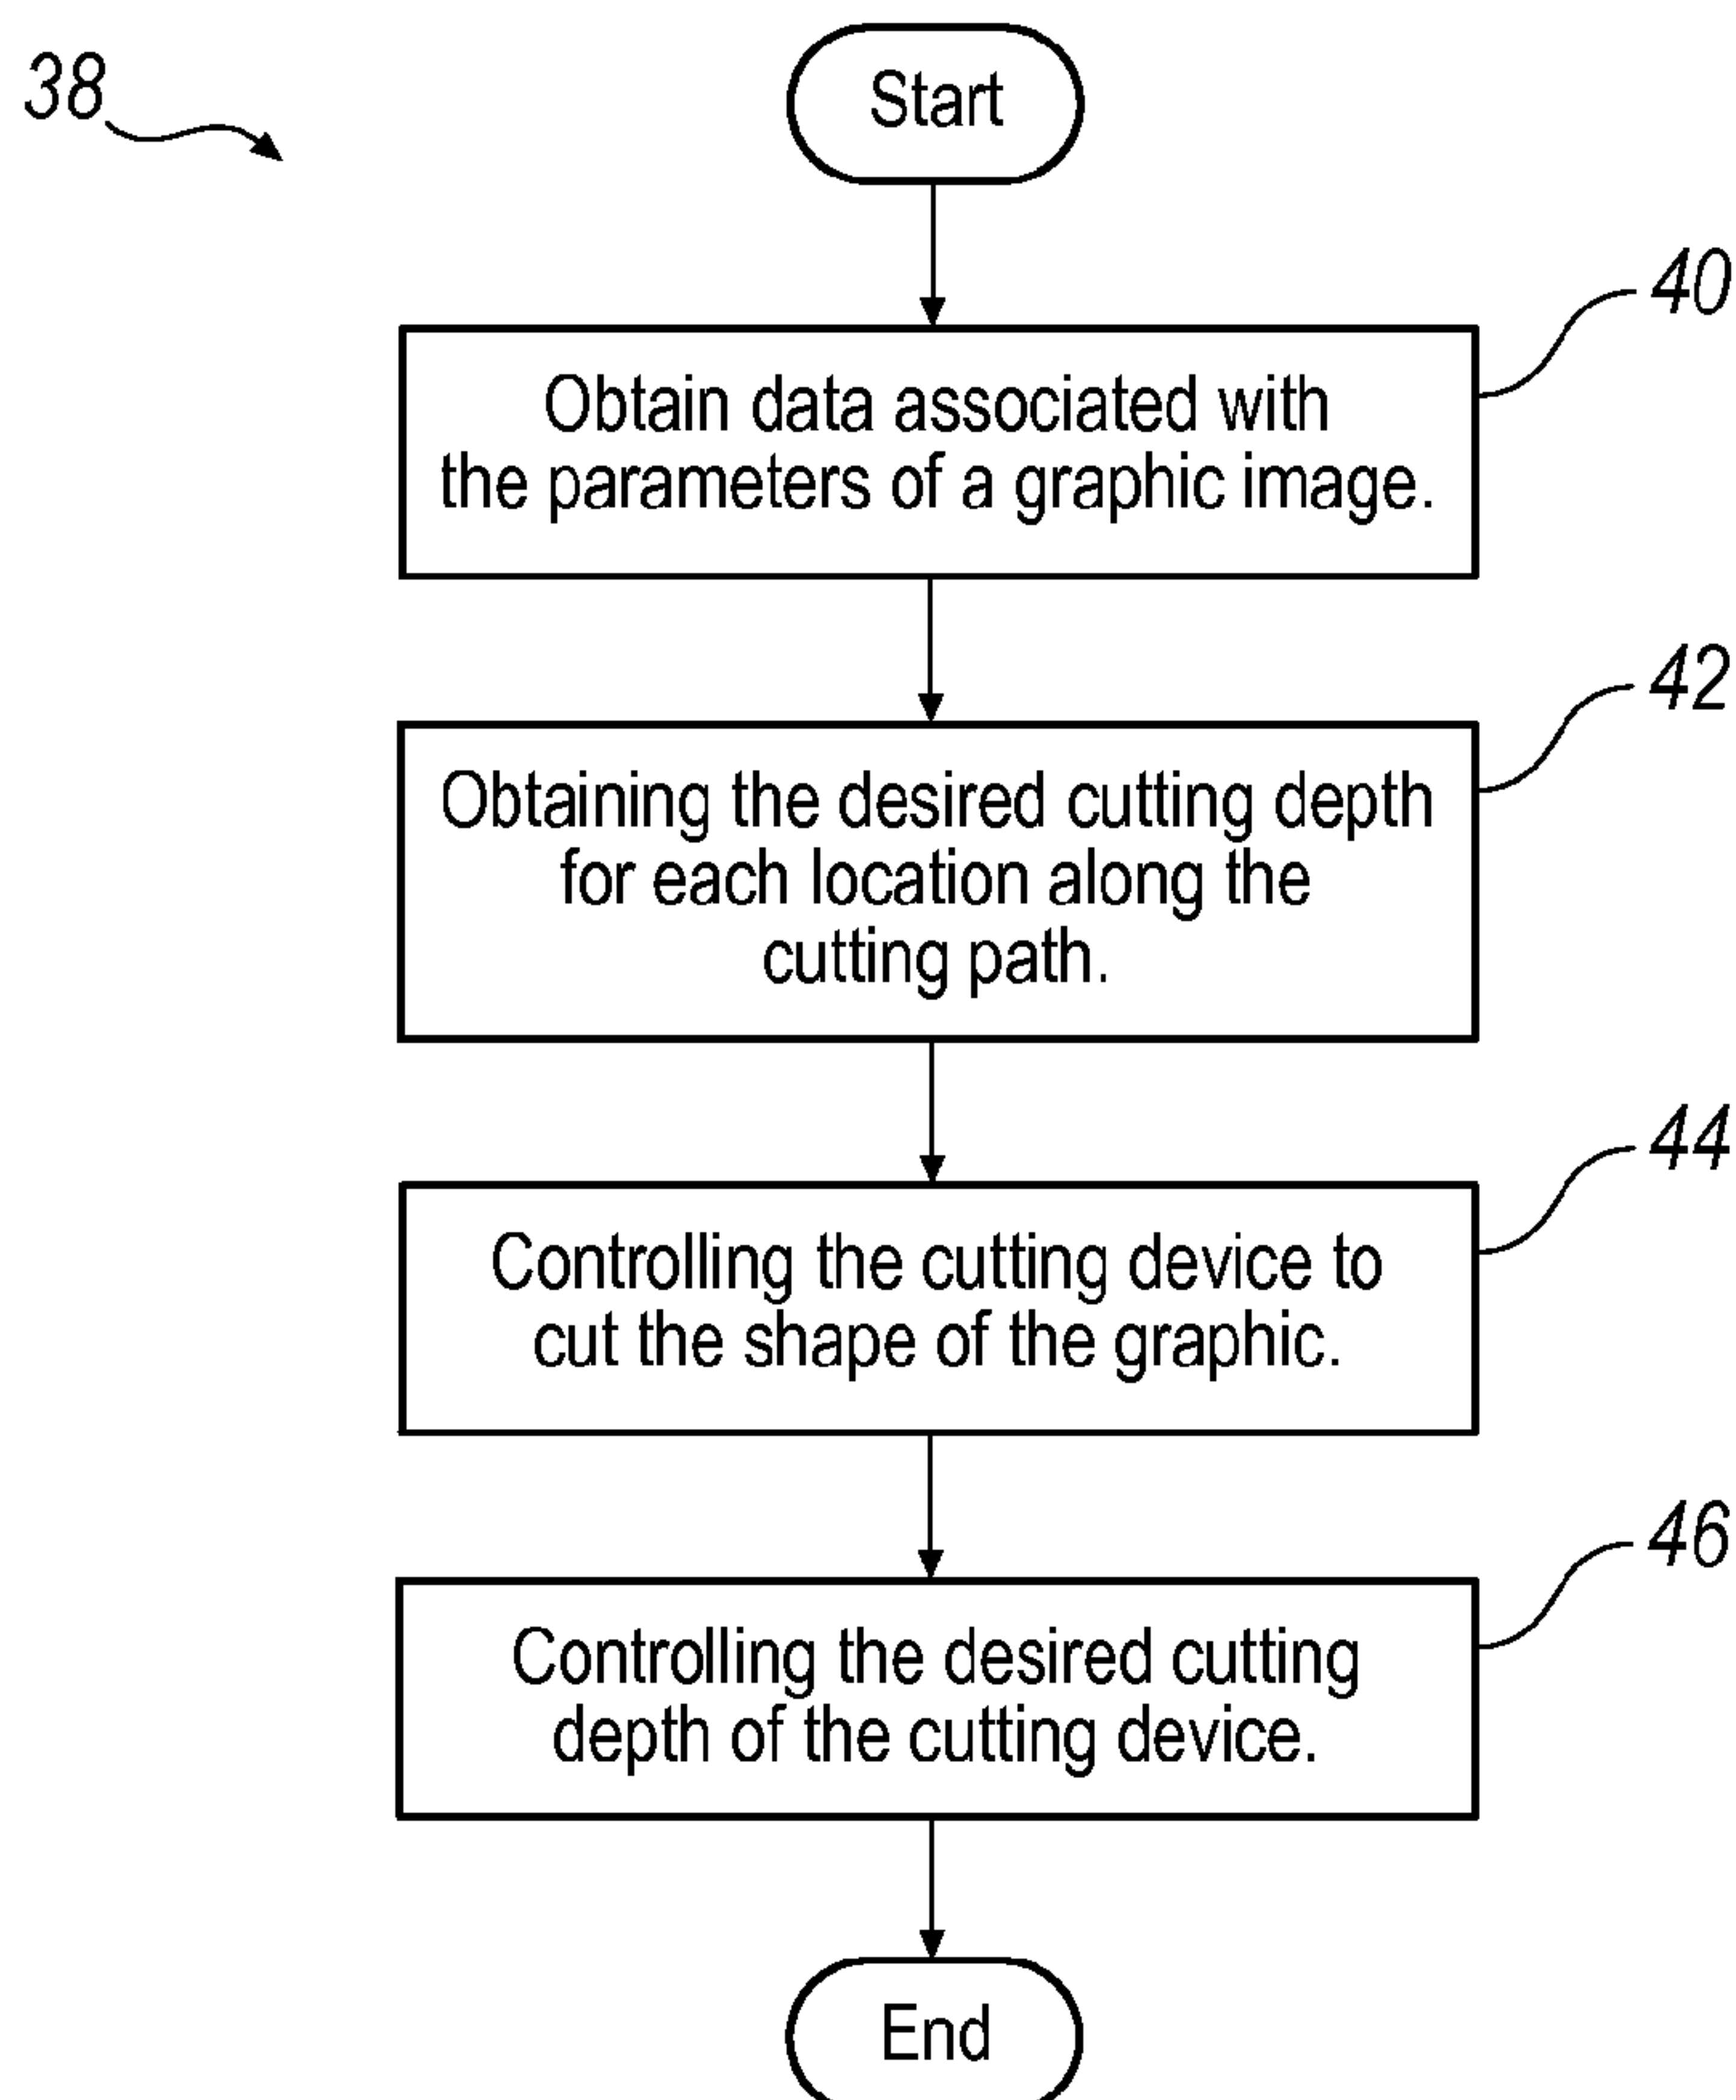 38
Start
40
Obtain data associated with
the parameters of a graphic image.
42
Obtaining the desired cutting depth
for each location along the
cutting path.
44
Controlling the cutting device to
cut the shape of the graphic.
46
Controlling the desired cutting
depth of the cutting device.
End